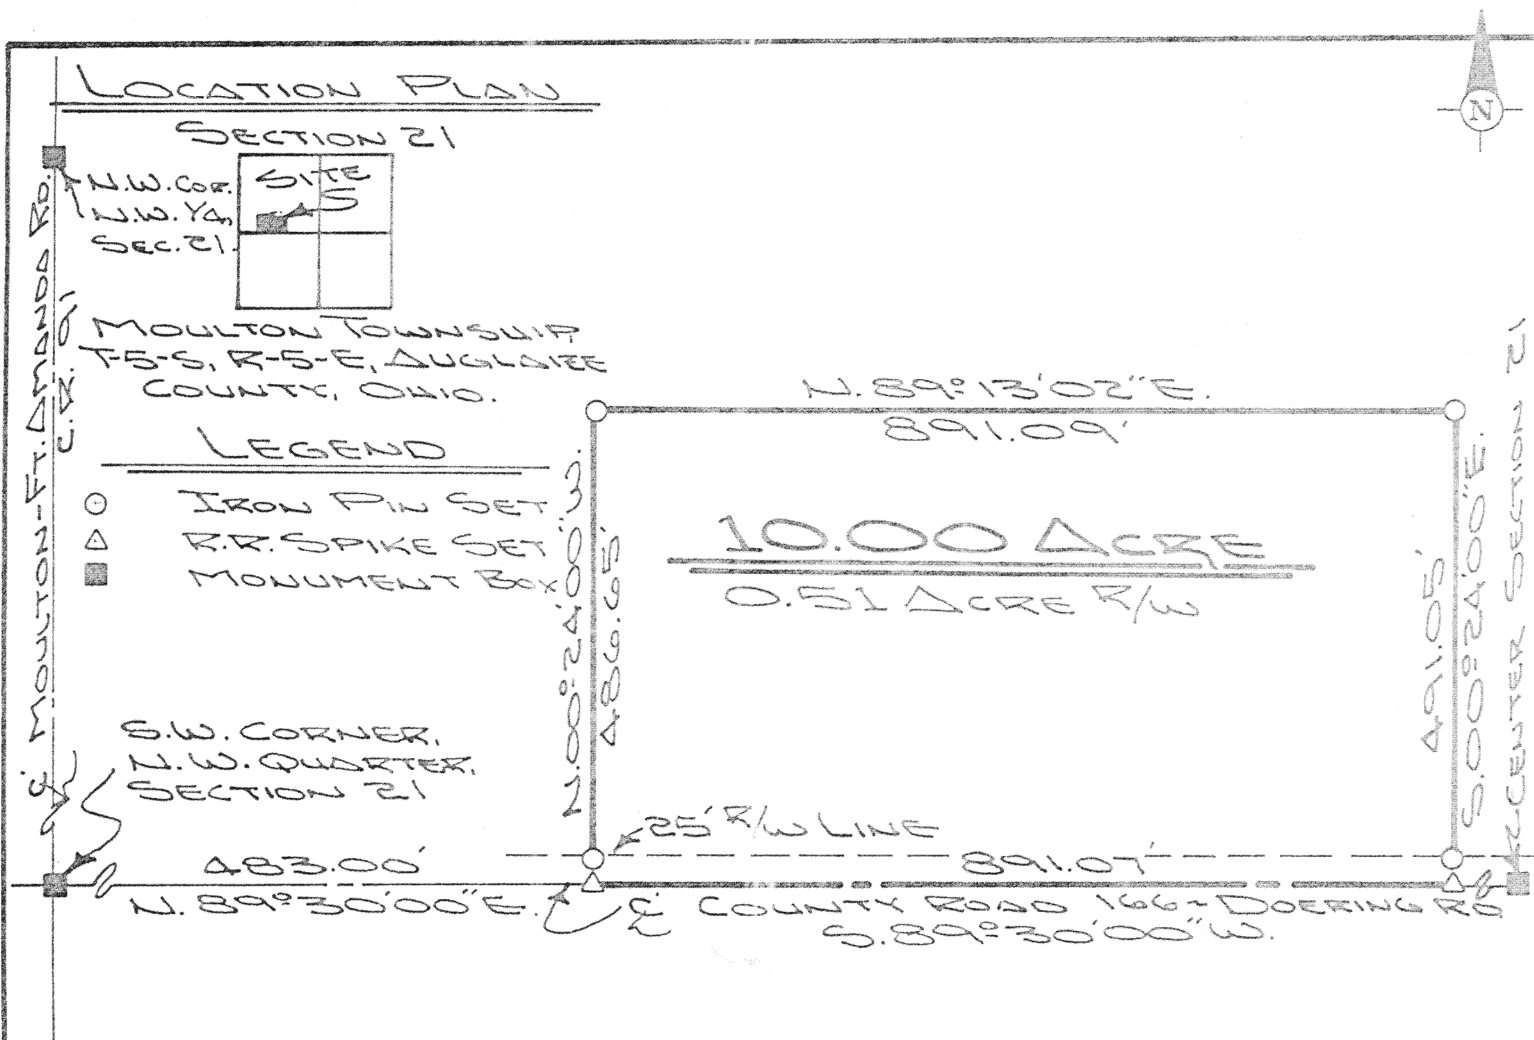 LOCATION PLAN
SECTION 21
N
N.W. COR.
N.W. 1/4,
SEC. 21.
SITE
MOULTON TOWNSHIP,
T-5-S, R-5-E, AUGLAIZE
COUNTY, OHIO.
LEGEND
IRON PIN SET
R.R. SPIKE SET
MONUMENT BOX
℄ MOULTON-FT. AMANDA RD.
C.R. 91
N. 89° 13' 02" E.
891.09'
N. 00° 24' 00" W.
486.65'
10.00 ACRE
0.51 ACRE R/W
491.05'
S. 00° 24' 00" E.
CENTER SECTION 21
S.W. CORNER,
N.W. QUARTER,
SECTION 21
25' R/W LINE
483.00'
891.07'
N. 89° 30' 00" E.
℄ COUNTY ROAD 166~DOERING RD.
S. 89° 30' 00" W.